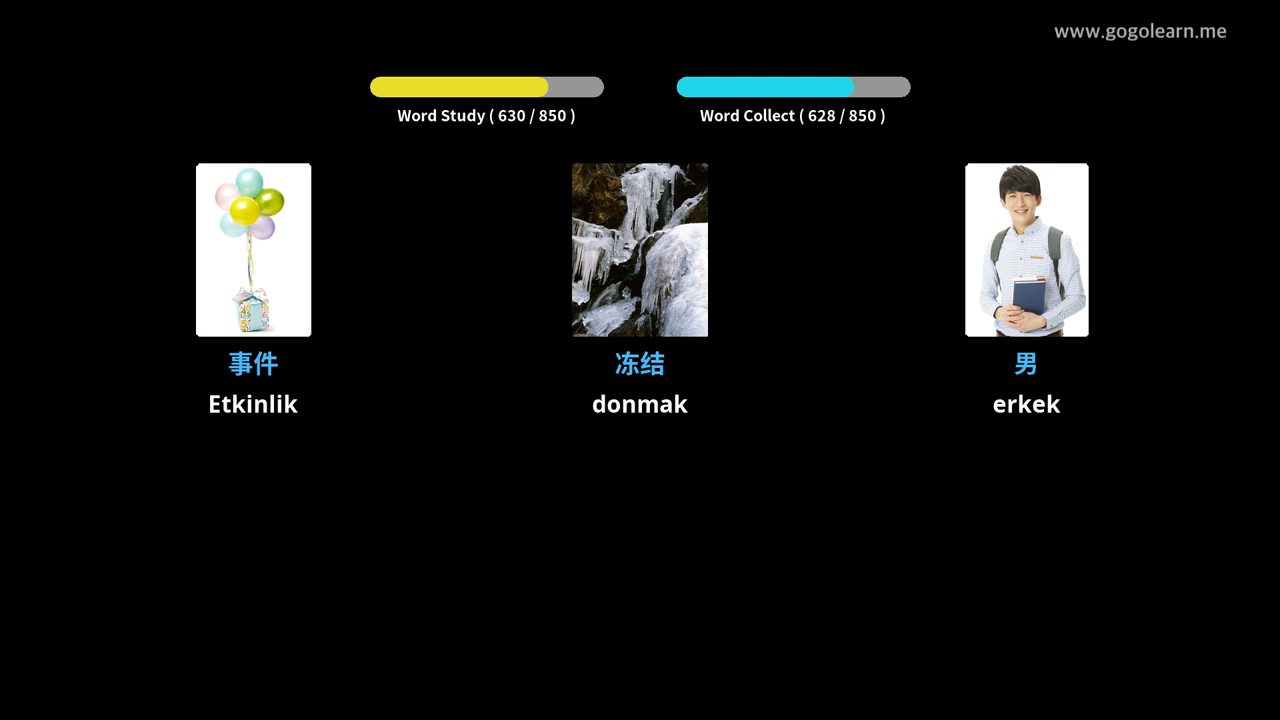 www.gogolearn.me
Word Study ( 630 / 850 )
Word Collect ( 628 / 850 )
事件
冻结
男
Etkinlik
donmak
erkek